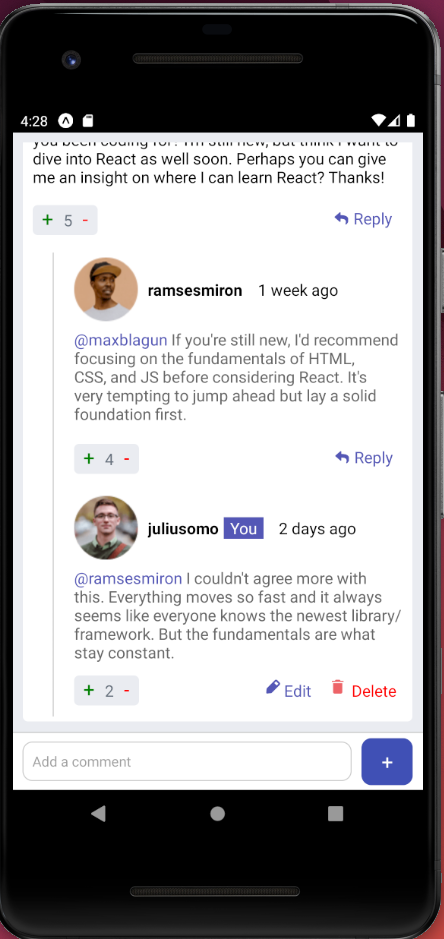 4:28
you been coding for? I'm still new, but think I want to
dive into React as well soon. Perhaps you can give
me an insight on where I can learn React? Thanks!
+ 5 - Reply
ramsesmiron 1 week ago
@maxblagun If you're still new, I'd recommend
focusing on the fundamentals of HTML,
CSS, and JS before considering React. It's
very tempting to jump ahead but lay a solid
foundation first.
+ 4 - Reply
juliusomo You 2 days ago
@ramsesmiron I couldn't agree more with
this. Everything moves so fast and it always
seems like everyone knows the newest library/
framework. But the fundamentals are what
stay constant.
+ 2 - Edit Delete
Add a comment +